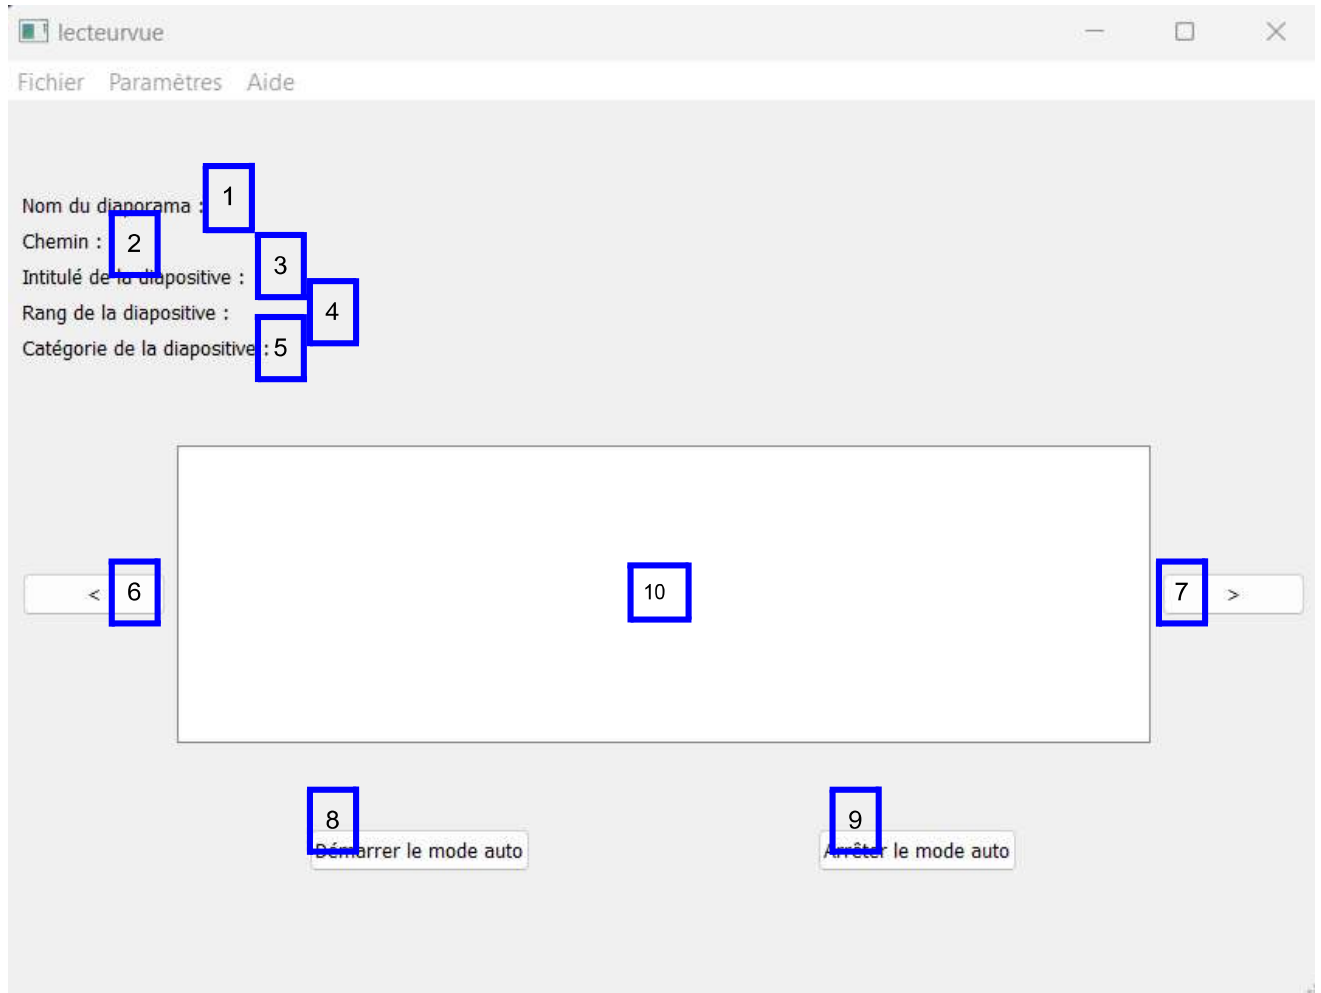 lecteurvue
Fichier Paramètres Aide
Nom du diaporama : 1
Chemin : 2
Intitulé de la diapositive : 3
Rang de la diapositive : 4
Catégorie de la diapositive : 5
< 6
10
7 >
8
9
Démarrer le mode auto
Arrêter le mode auto